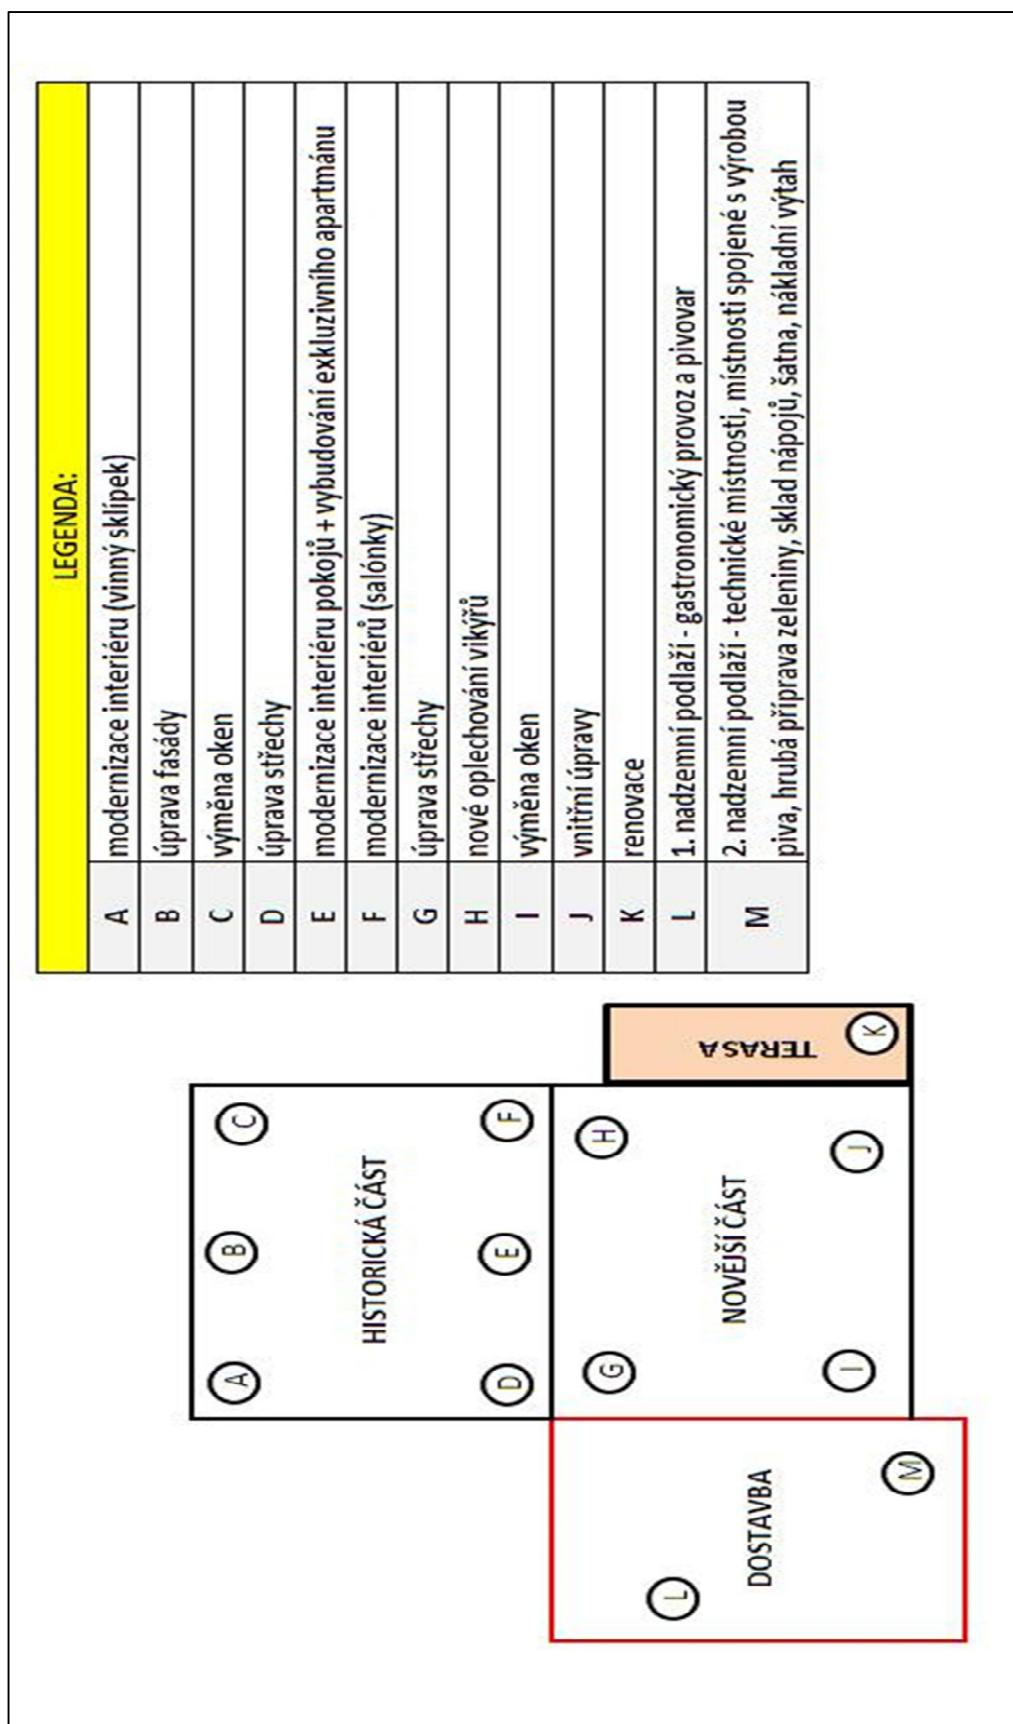 LEGENDA:
A modernizace interiéru (vinný sklípek)
B úprava fasády
C výměna oken
D úprava střechy
E modernizace interiéru pokojů + vybudování exkluzivního apartmánu
F modernizace interiérů (salónky)
G úprava střechy
H nové oplechování vikýřů
I výměna oken
J vnitřní úpravy
K renovace
L 1. nadzemní podlaží - gastronomický provoz a pivovar
M 2. nadzemní podlaží - technické místnosti, místnosti spojené s výrobou
piva, hrubá příprava zeleniny, sklad nápojů, šatna, nákladní výtah
A B C
HISTORICKÁ ČÁST
D E F
G H
NOVĚJŠÍ ČÁST
I J
TERASA
K
L
DOSTAVBA
M